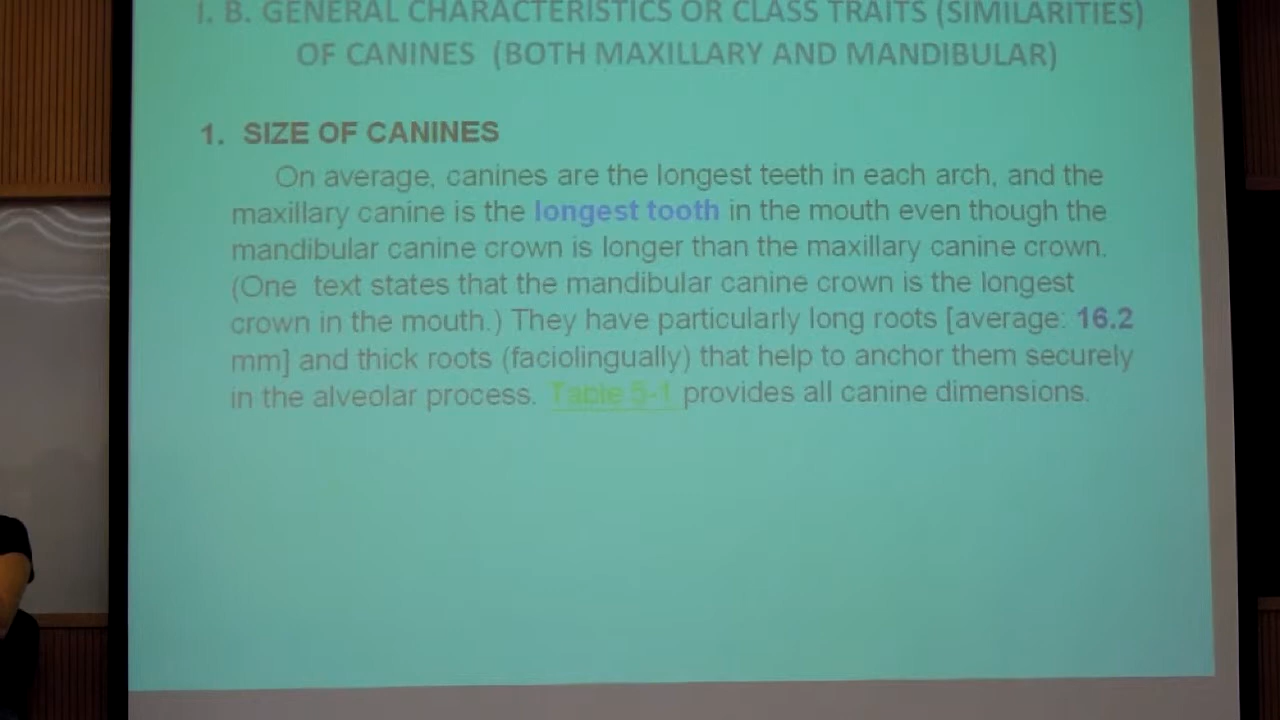 I. B. GENERAL CHARACTERISTICS OR CLASS TRAITS (SIMILARITIES)
OF CANINES (BOTH MAXILLARY AND MANDIBULAR)
1. SIZE OF CANINES
On average, canines are the longest teeth in each arch, and the
maxillary canine is the longest tooth in the mouth even though the
mandibular canine crown is longer than the maxillary canine crown.
(One text states that the mandibular canine crown is the longest
crown in the mouth.) They have particularly long roots [average: 16.2
mm] and thick roots (faciolingually) that help to anchor them securely
in the alveolar process. Table 5-1 provides all canine dimensions.